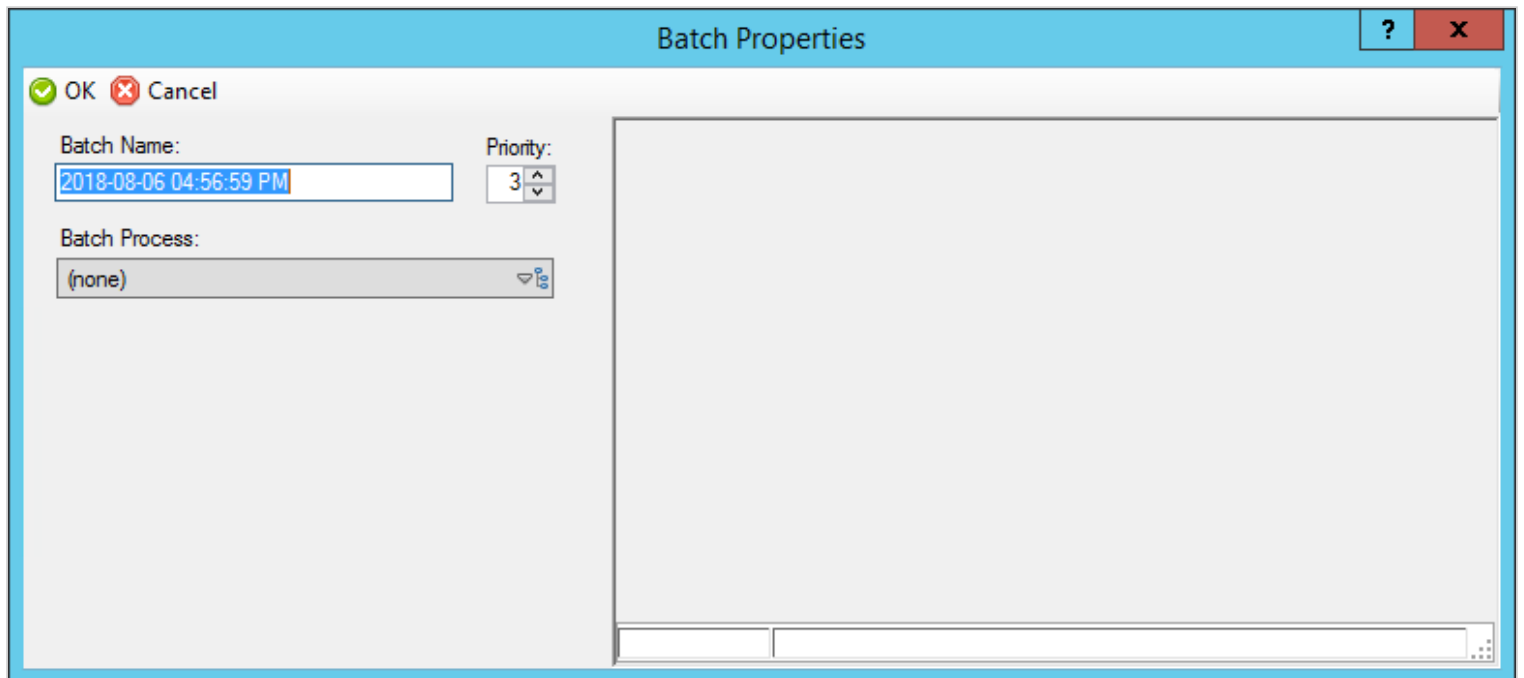 Batch Properties
? x
OK Cancel
Batch Name:
Priority:
2018-08-06 04:56:59 PM
3
Batch Process:
(none)